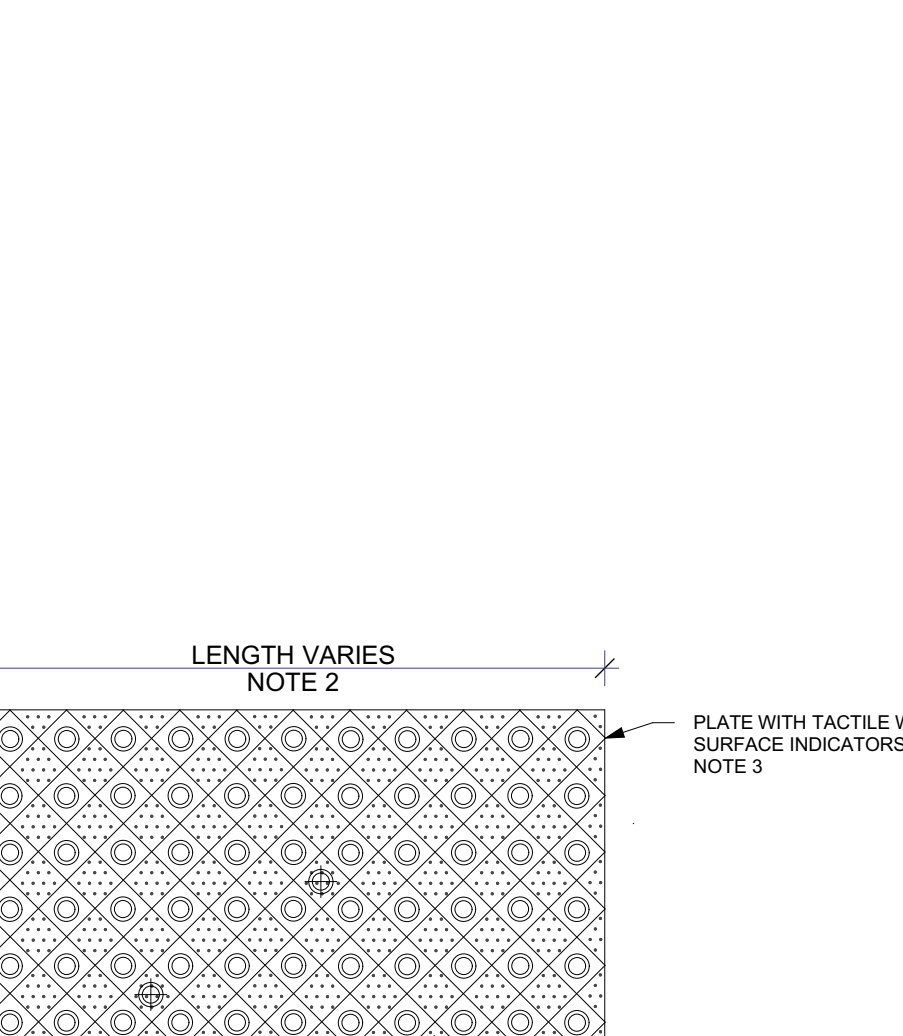 LENGTH VARIES
NOTE 2
PLATE WITH TACTILE
SURFACE INDICATORS
NOTE 3